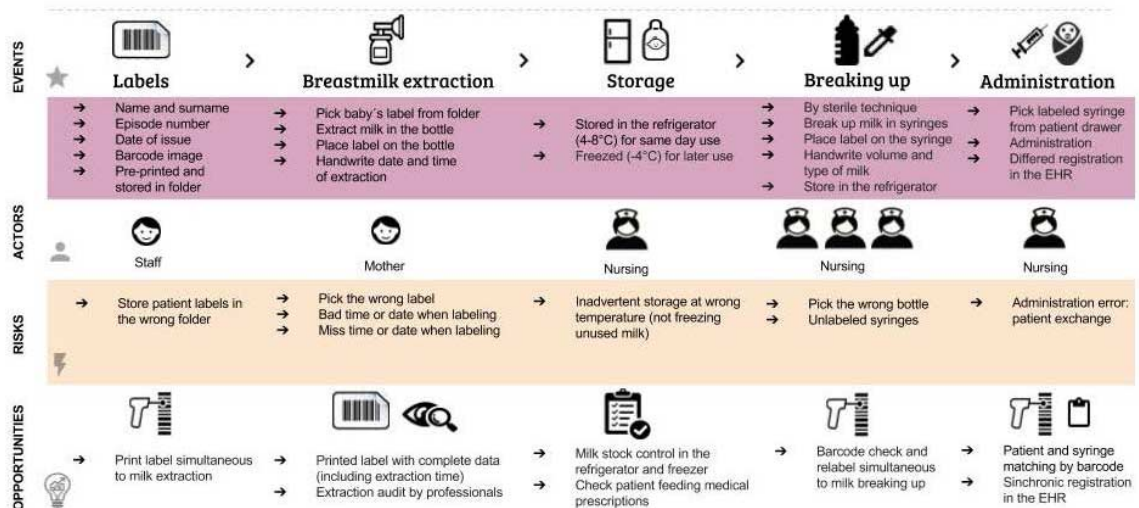 EVENTS
Labels
Breastmilk extraction
Storage
Breaking up
Administration
Name and surname
Episode number
Date of issue
Barcode image
Pre-printed and
stored in folder
Pick baby´s label from folder
Extract milk in the bottle
Place label on the bottle
Handwrite date and time
of extraction
Stored in the refrigerator
(4-8°C) for same day use
Freezed (-4°C) for later use
By sterile technique
Break up milk in syringes
Place label on the syringe
Handwrite volume and
type of milk
Store in the refrigerator
Pick labeled syringe
from patient drawer
Administration
Differed registration
in the EHR
ACTORS
Staff
Mother
Nursing
Nursing
Nursing
RISKS
Store patient labels in
the wrong folder
Pick the wrong label
Bad time or date when labeling
Miss time or date when labeling
Inadvertent storage at wrong
temperature (not freezing
unused milk)
Pick the wrong bottle
Unlabeled syringes
Administration error:
patient exchange
OPPORTUNITIES
Print label simultaneous
to milk extraction
Printed label with complete data
(including extraction time)
Extraction audit by professionals
Milk stock control in the
refrigerator and freezer
Check patient feeding medical
prescriptions
Barcode check and
relabel simultaneous
to milk breaking up
Patient and syringe
matching by barcode
Sinchronic registration
in the EHR